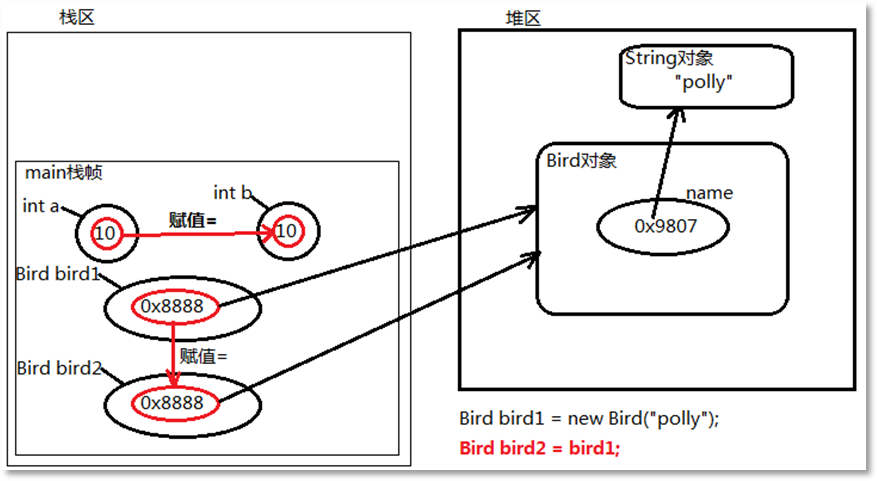 栈区
堆区
String对象
"polly"
Bird对象
name
0x9807
main栈帧
int a
int b
10
赋值=
10
Bird bird1
0x8888
赋值=
Bird bird2
0x8888
Bird bird1 = new Bird("polly");
Bird bird2 = bird1;